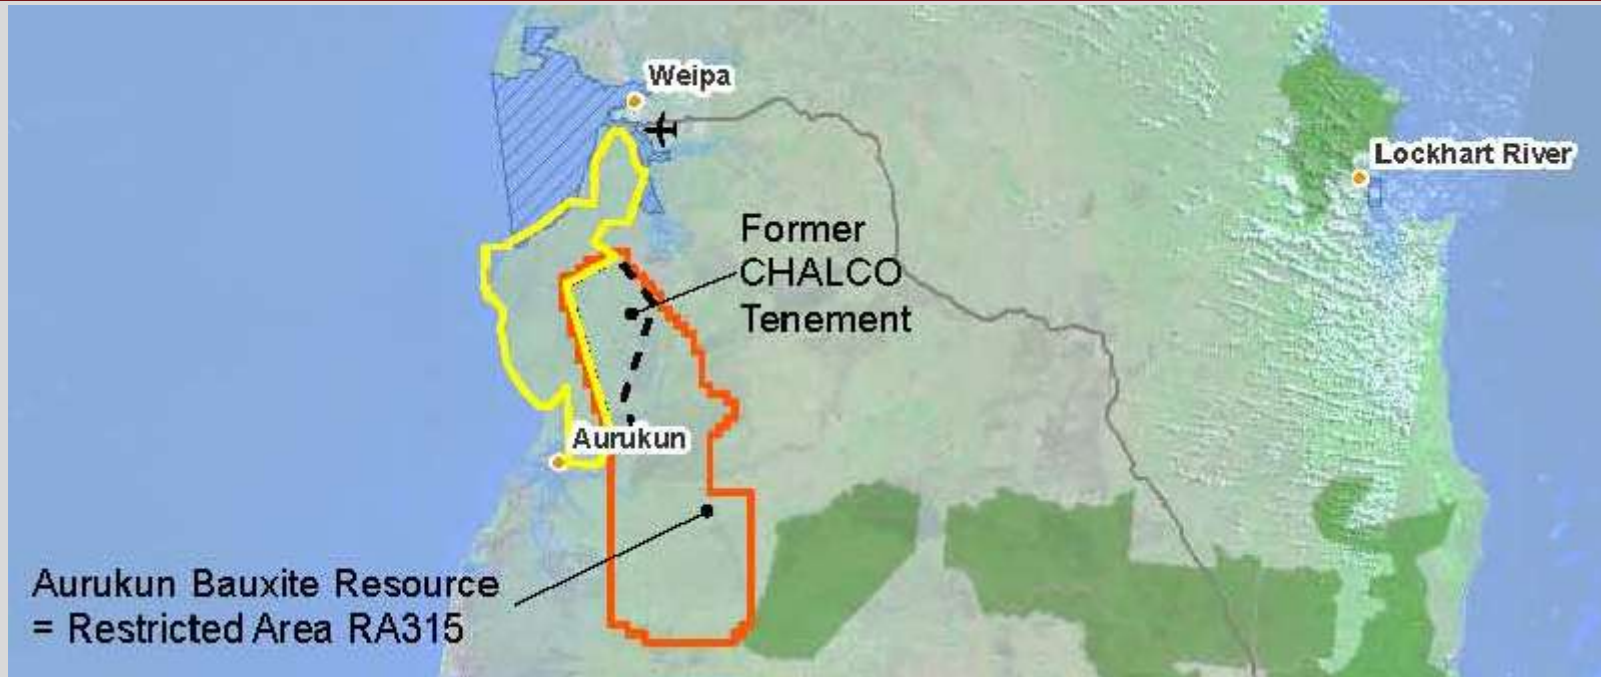 Weipa
Lockhart River
Former
CHALCO
Tenement
Aurukun
Aurukun Bauxite Resource
= Restricted Area RA315